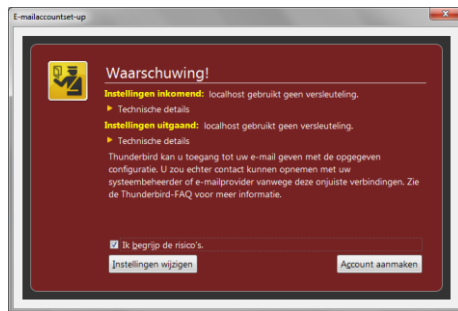 E-mailaccountset-up
Waarschuwing!
Instellingen inkomend: localhost gebruikt geen versleuteling.
Technische details
Instellingen uitgaand: localhost gebruikt geen versleuteling.
Technische details
Thunderbird kan u toegang tot uw e-mail geven met de opgegeven
configuratie. U zou echter contact kunnen opnemen met uw
systeembeheerder of e-mailprovider vanwege deze onjuiste verbindingen. Zie
de Thunderbird-FAQ voor meer informatie.
Ik begrijp de risico's.
Instellingen wijzigen
Account aanmaken